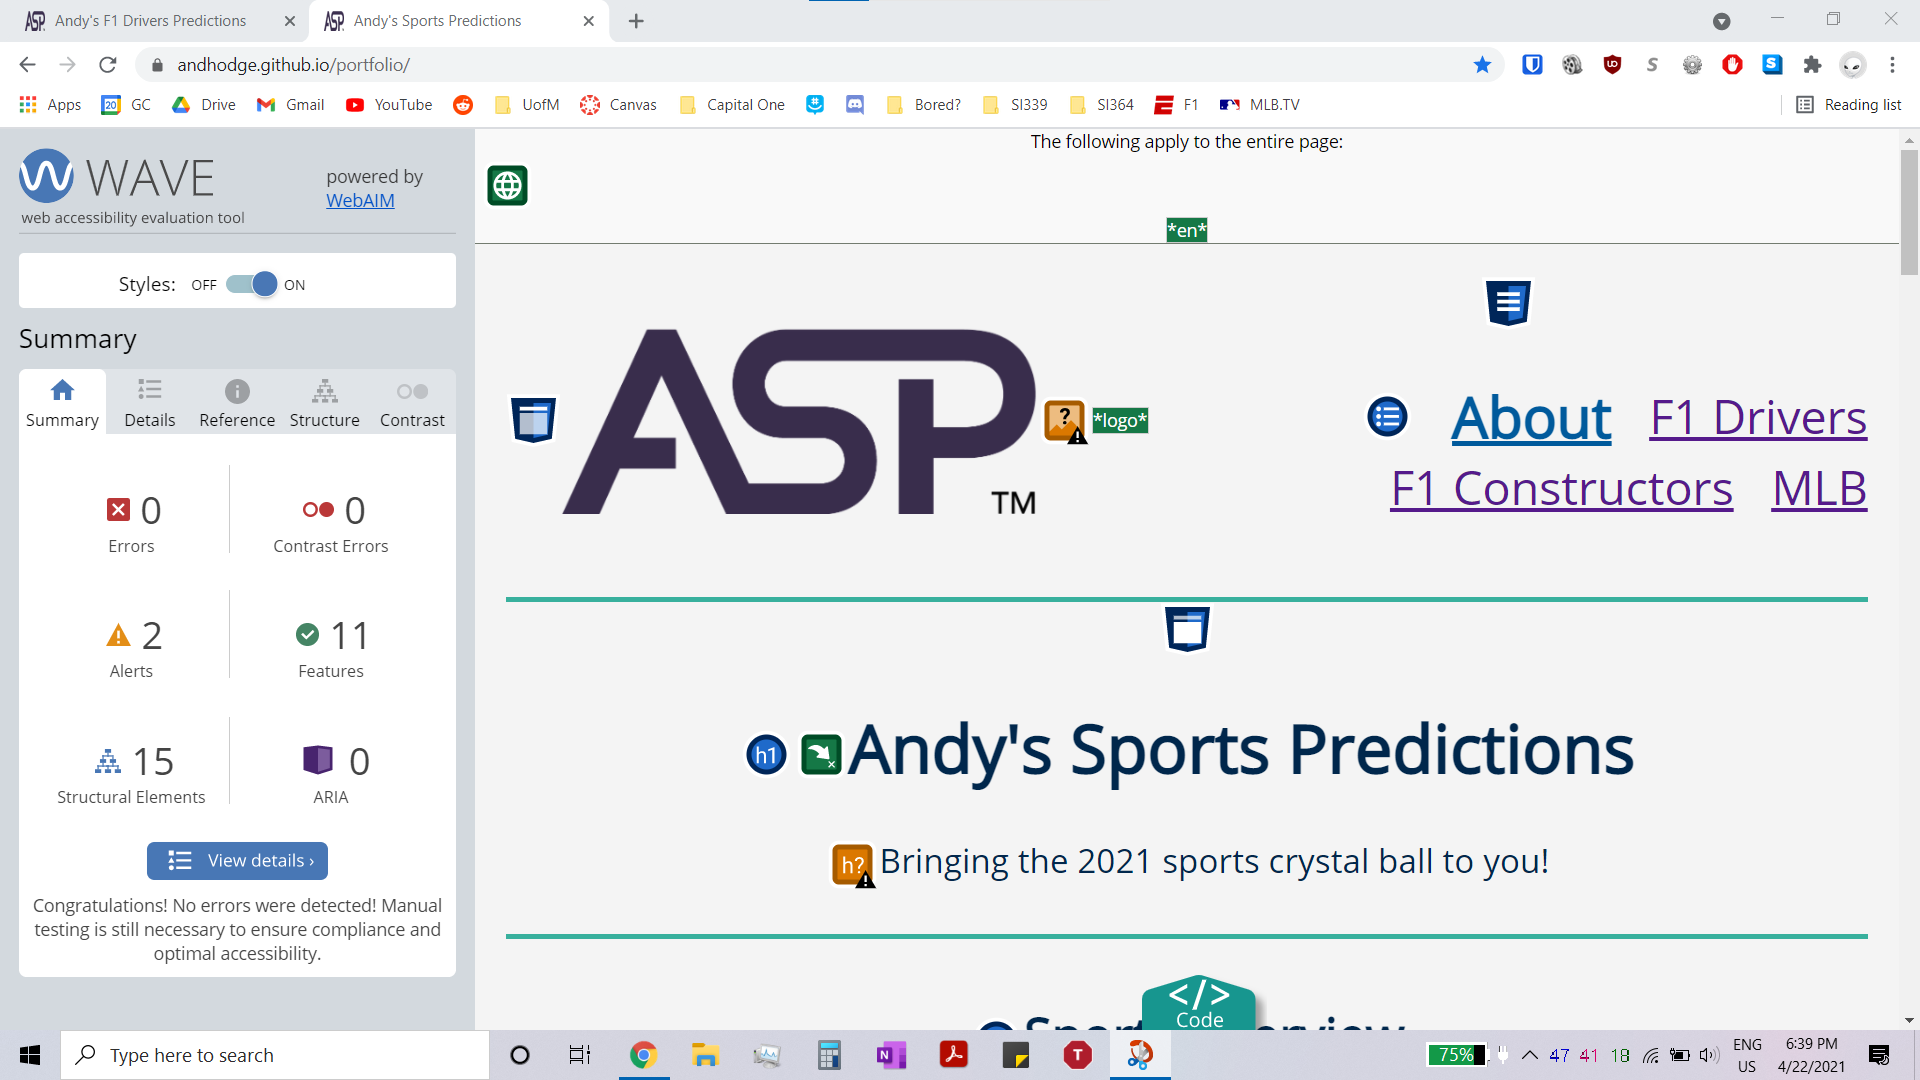 Andy's F1 Drivers Predictions
Andy's Sports Predictions
andhodge.github.io/portfolio/
Apps
20
GC
Drive
Gmail
YouTube
UofM
Canvas
Capital One
Bored?
SI339
SI364
F1
MLB.TV
Reading list
WAVE
web accessibility evaluation tool
powered by
WebAIM
Styles: OFF ON
Summary
Summary
Details
Reference
Structure
Contrast
0
Errors
0
Contrast Errors
2
Alerts
11
Features
15
Structural Elements
0
ARIA
View details ›
Congratulations! No errors were detected! Manual
testing is still necessary to ensure compliance and
optimal accessibility.
The following apply to the entire page:
*en*
ASP
TM
*logo*
About F1 Drivers
F1 Constructors MLB
h1 Andy's Sports Predictions
h? Bringing the 2021 sports crystal ball to you!
</>
Code
Type here to search
75%
47 41 18
ENG
US
6:39 PM
4/22/2021